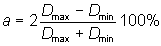 a = 2 (D_max − D_min) / (D_max + D_min) 100%